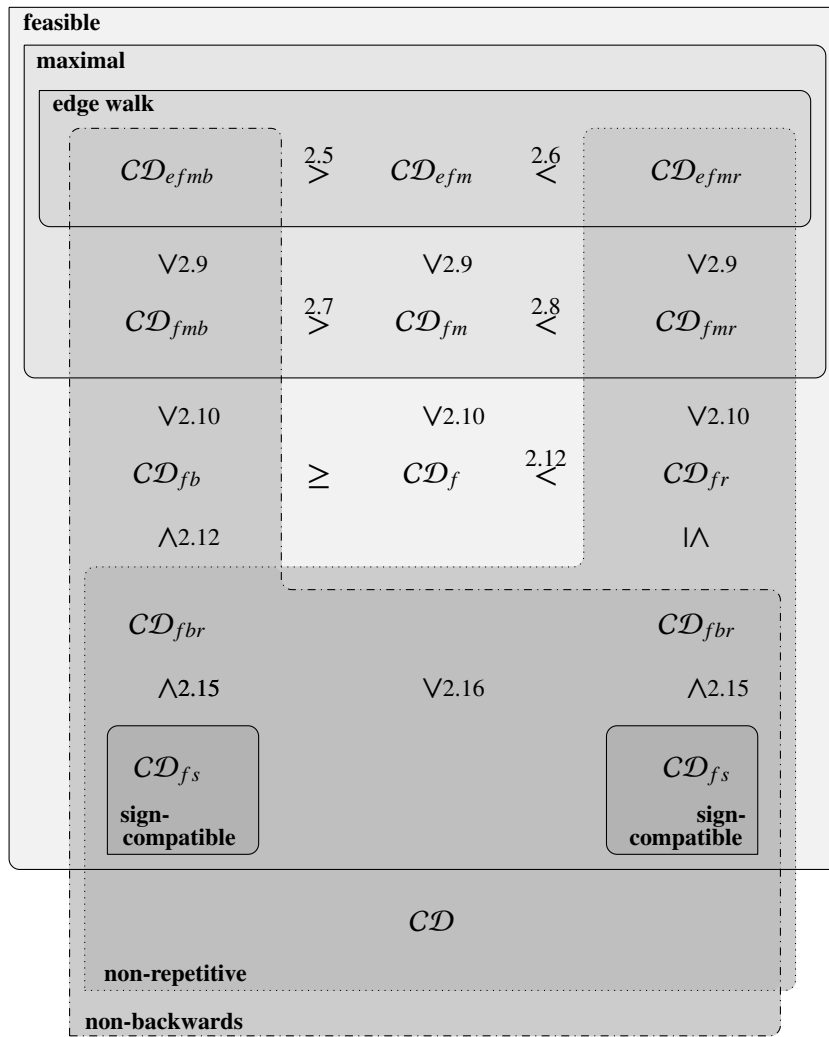 feasible
maximal
edge walk
2.5 2.6
𝒞𝒟_efmb > 𝒞𝒟_efm < 𝒞𝒟_efmr
∨2.9 ∨2.9 ∨2.9
2.7 2.8
𝒞𝒟_fmb > 𝒞𝒟_fm < 𝒞𝒟_fmr
∨2.10 ∨2.10 ∨2.10
2.12
𝒞𝒟_fb ≥ 𝒞𝒟_f < 𝒞𝒟_fr
∧2.12 I∧
𝒞𝒟_fbr 𝒞𝒟_fbr
∧2.15 ∨2.16 ∧2.15
𝒞𝒟_fs 𝒞𝒟_fs
sign- sign-
compatible compatible
𝒞𝒟
non-repetitive
non-backwards